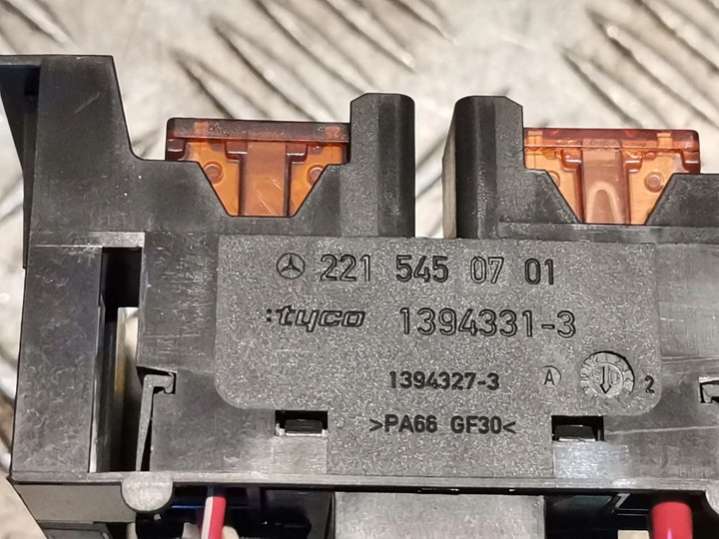 221 545 07 01
:tyco 1394331-3
1394327-3 A 2
>PA66 GF30<